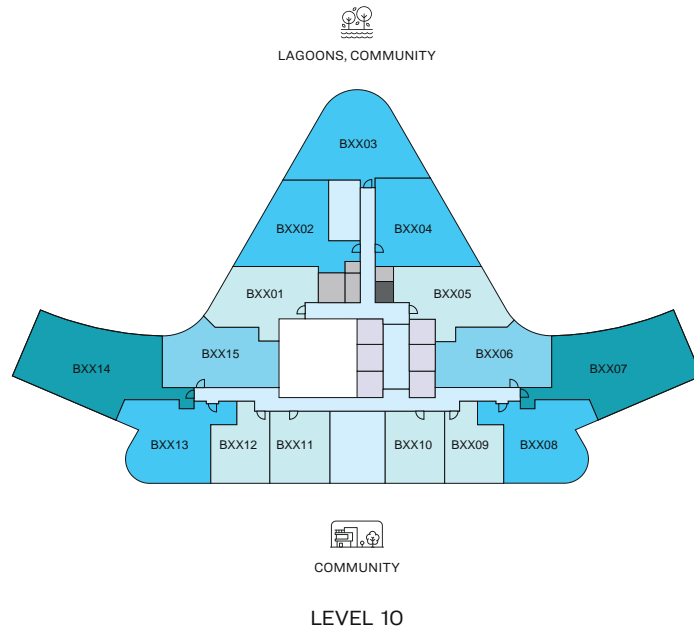 LAGOONS, COMMUNITY
BXX03
BXX02
BXX04
BXX01
BXX05
BXX15
BXX06
BXX14
BXX07
BXX13
BXX12
BXX11
BXX10
BXX09
BXX08
COMMUNITY
LEVEL 10